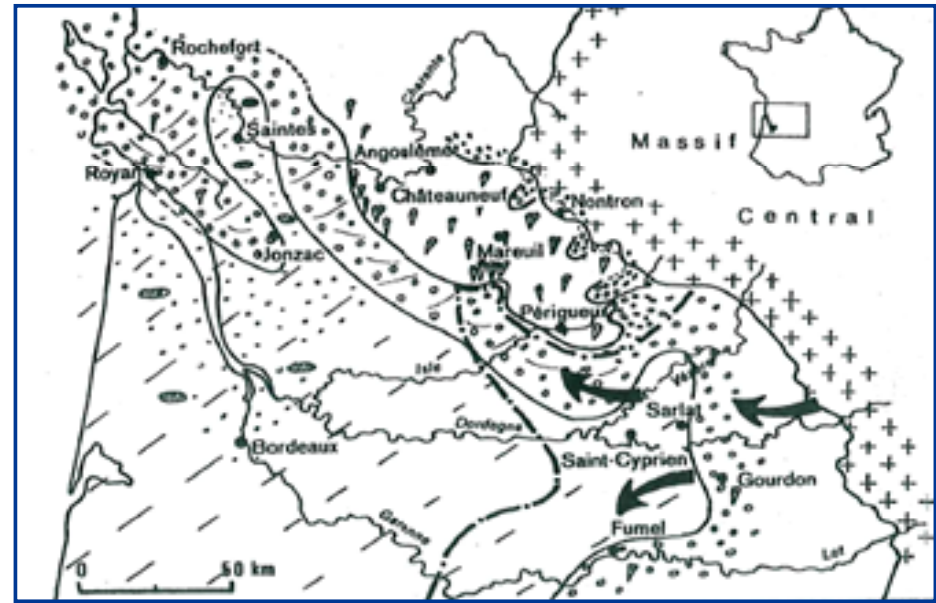 Rochefort
Charente
Massif
Saintes
Angoulême
Royan
Châteauneuf
Nontron
Central
Jonzac
Mareuil
Périgueux
Isle
Sarlat
Dordogne
Bordeaux
Saint-Cyprien
Gourdon
Garonne
Fumel
Lot
0 50 km